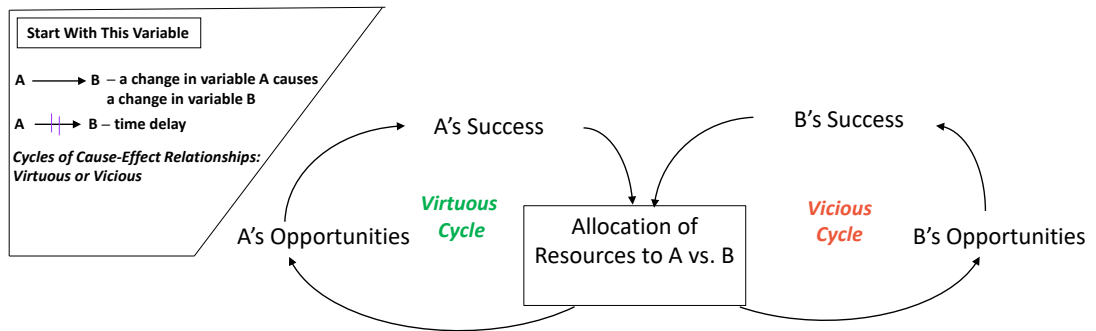 Start With This Variable
A B – a change in variable A causes
a change in variable B
A B – time delay
Cycles of Cause-Effect Relationships:
Virtuous or Vicious
A's Success
B's Success
Virtuous
Cycle
Vicious
Cycle
A's Opportunities
Allocation of
Resources to A vs. B
B's Opportunities